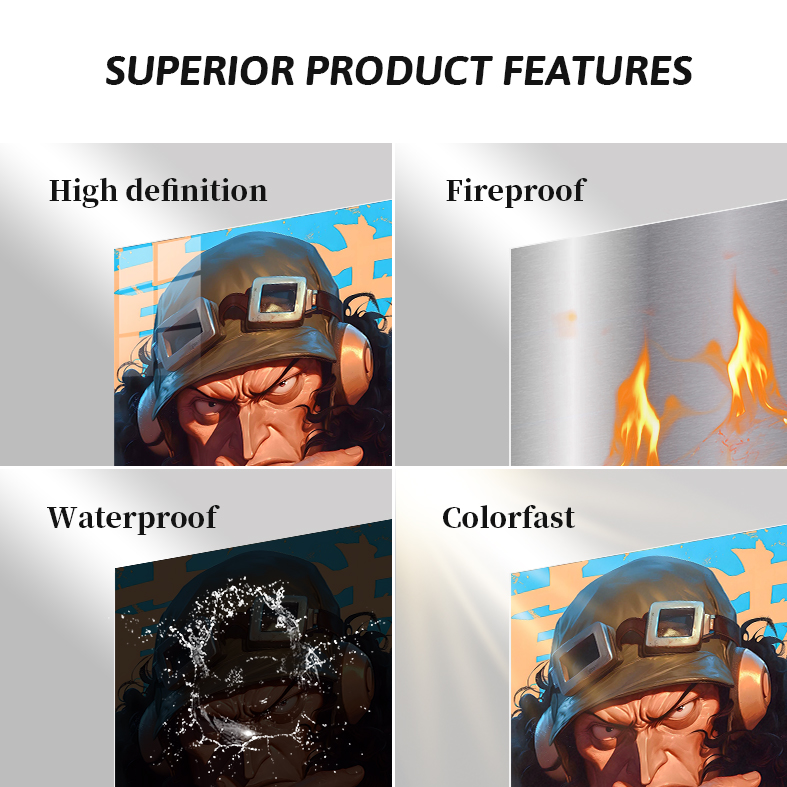 SUPERIOR PRODUCT FEATURES
High definition
Fireproof
Waterproof
Colorfast